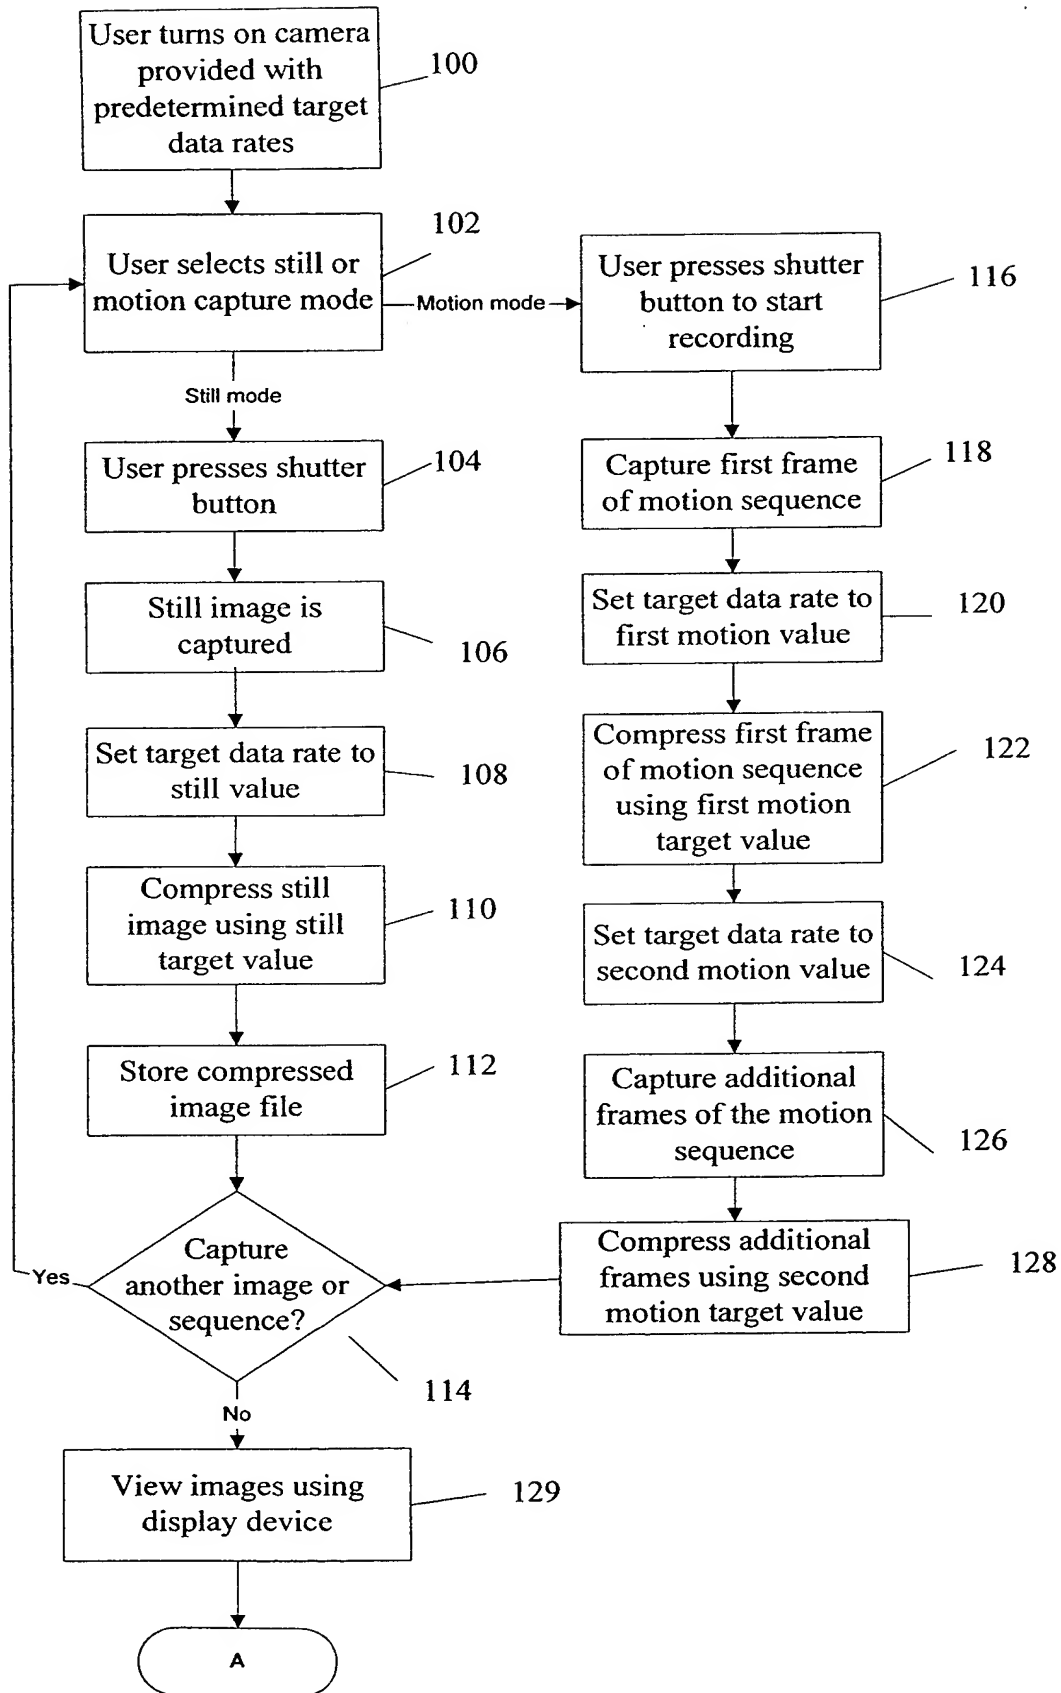 User turns on camera
provided with
predetermined target
data rates
100
User selects still or
motion capture mode
102
Motion mode
Still mode
User presses shutter
button
104
Still image is
captured
106
Set target data rate to
still value
108
Compress still
image using still
target value
110
Store compressed
image file
112
Capture
another image or
sequence?
114
Yes
No
View images using
display device
129
A
User presses shutter
button to start
recording
116
Capture first frame
of motion sequence
118
Set target data rate to
first motion value
120
Compress first frame
of motion sequence
using first motion
target value
122
Set target data rate to
second motion value
124
Capture additional
frames of the motion
sequence
126
Compress additional
frames using second
motion target value
128